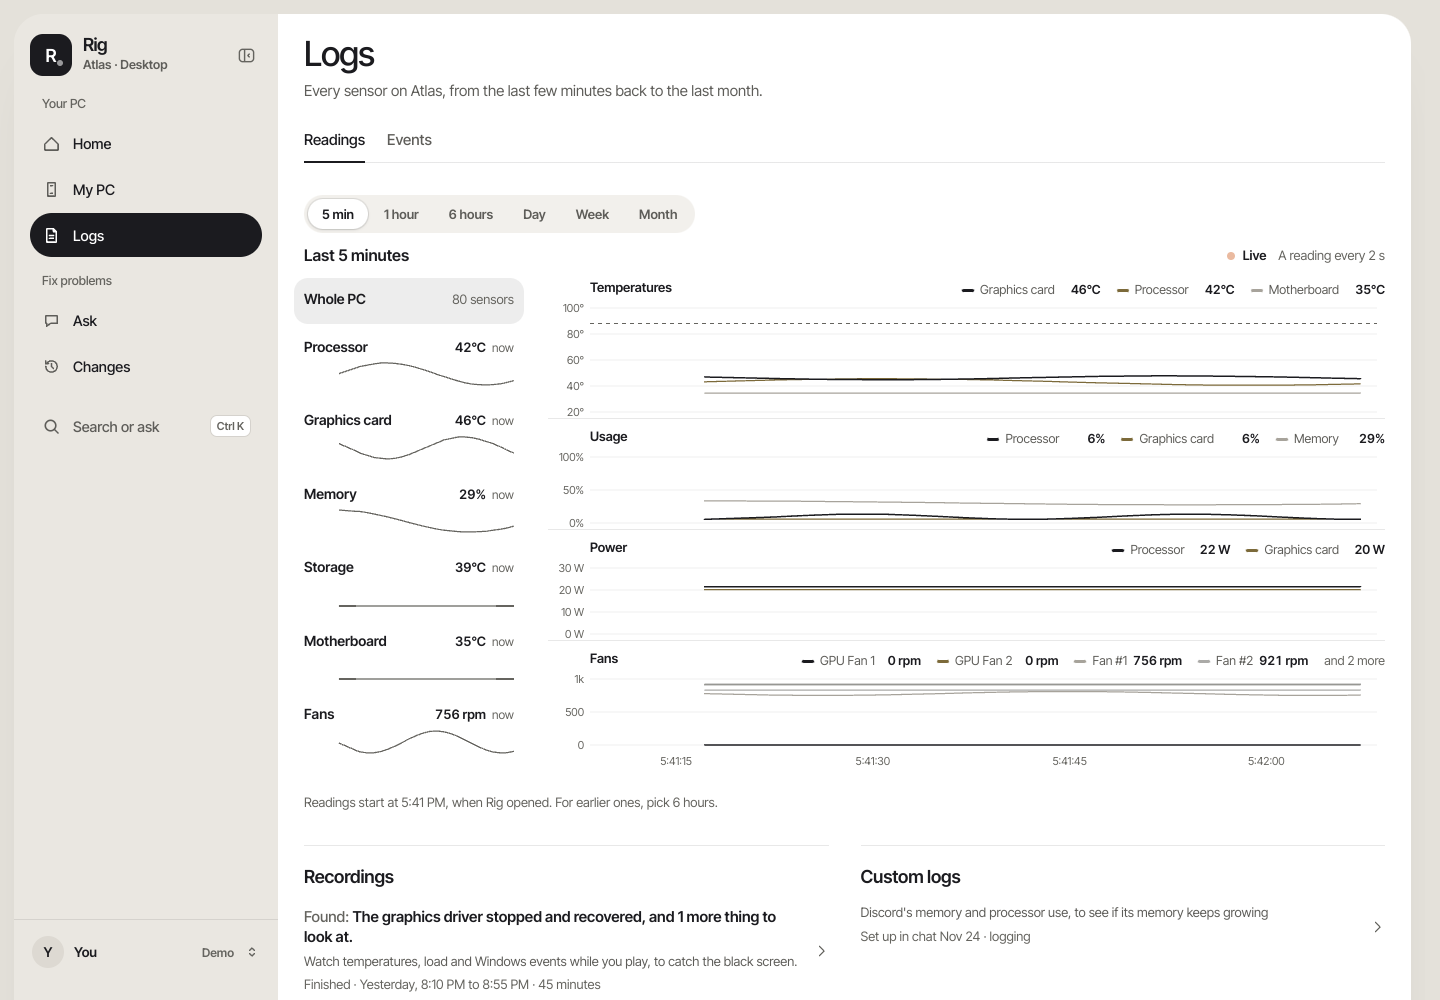 R.
Rig
Atlas · Desktop
Your PC
Home
My PC
Logs
Fix problems
Ask
Changes
Search or ask
Ctrl K
Y
You
Demo
Logs
Every sensor on Atlas, from the last few minutes back to the last month.
Readings Events
5 min 1 hour 6 hours Day Week Month
Last 5 minutes
Live A reading every 2 s
Whole PC 80 sensors
Processor 42°C now
Graphics card 46°C now
Memory 29% now
Storage 39°C now
Motherboard 35°C now
Fans 756 rpm now
Temperatures
Graphics card 46°C Processor 42°C Motherboard 35°C
100°
80°
60°
40°
20°
Usage
Processor 6% Graphics card 6% Memory 29%
100%
50%
0%
Power
Processor 22 W Graphics card 20 W
30 W
20 W
10 W
0 W
Fans
GPU Fan 1 0 rpm GPU Fan 2 0 rpm Fan #1 756 rpm Fan #2 921 rpm and 2 more
1k
500
0
5:41:15 5:41:30 5:41:45 5:42:00
Readings start at 5:41 PM, when Rig opened. For earlier ones, pick 6 hours.
Recordings
Found: The graphics driver stopped and recovered, and 1 more thing to
look at.
Watch temperatures, load and Windows events while you play, to catch the black screen.
Finished · Yesterday, 8:10 PM to 8:55 PM · 45 minutes
Custom logs
Discord's memory and processor use, to see if its memory keeps growing
Set up in chat Nov 24 · logging